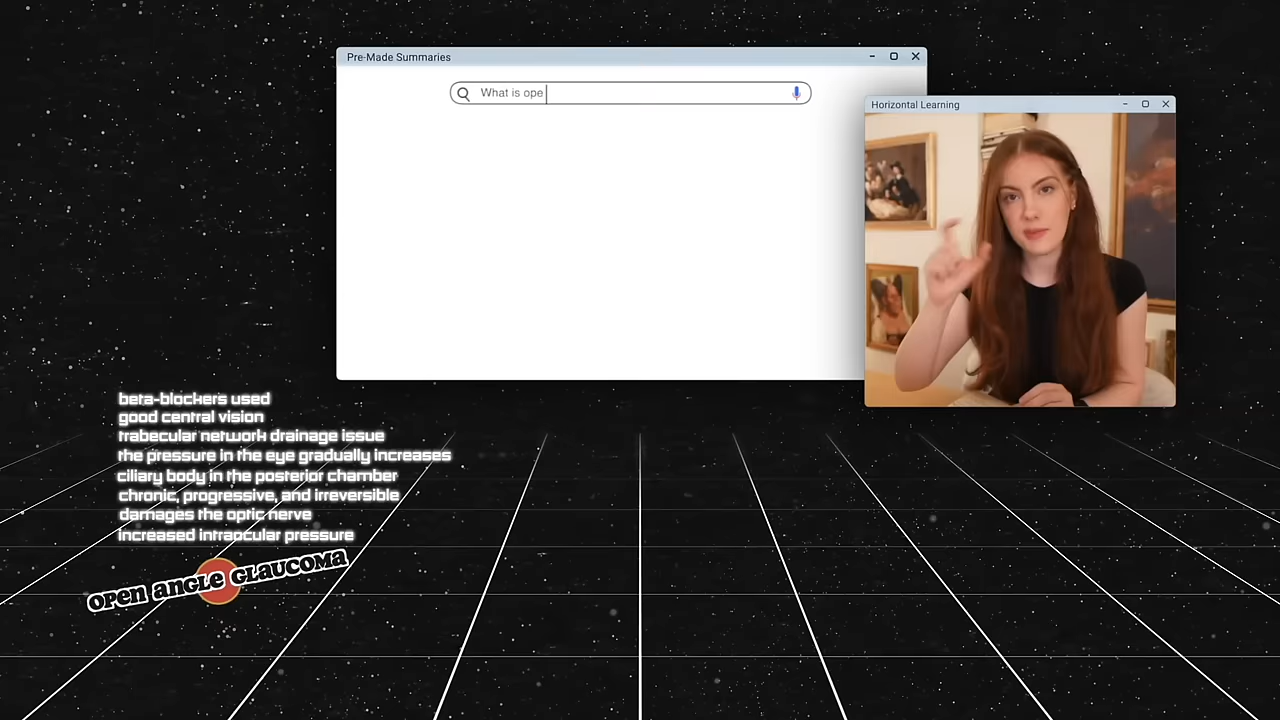 Pre-Made Summaries
What is ope
Horizontal Learning
beta-blockers used
good central vision
trabecular network drainage issue
the pressure in the eye gradually increases
ciliary body in the posterior chamber
chronic, progressive, and irreversible
damages the optic nerve
increased intraocular pressure
open angle glaucoma